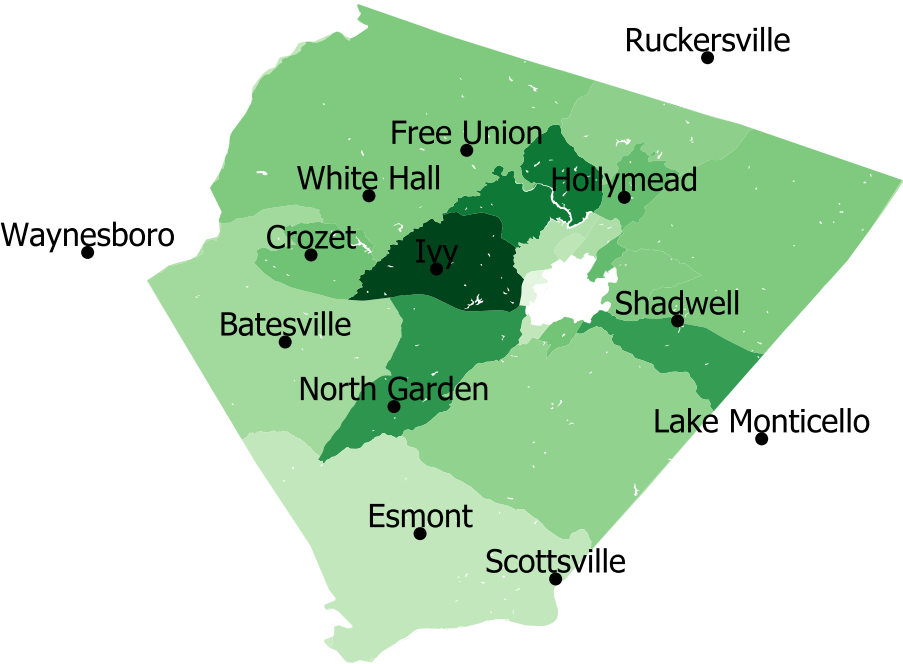 Ruckersville
Free Union
White Hall
Hollymead
Waynesboro
Crozet
Ivy
Shadwell
Batesville
North Garden
Lake Monticello
Esmont
Scottsville